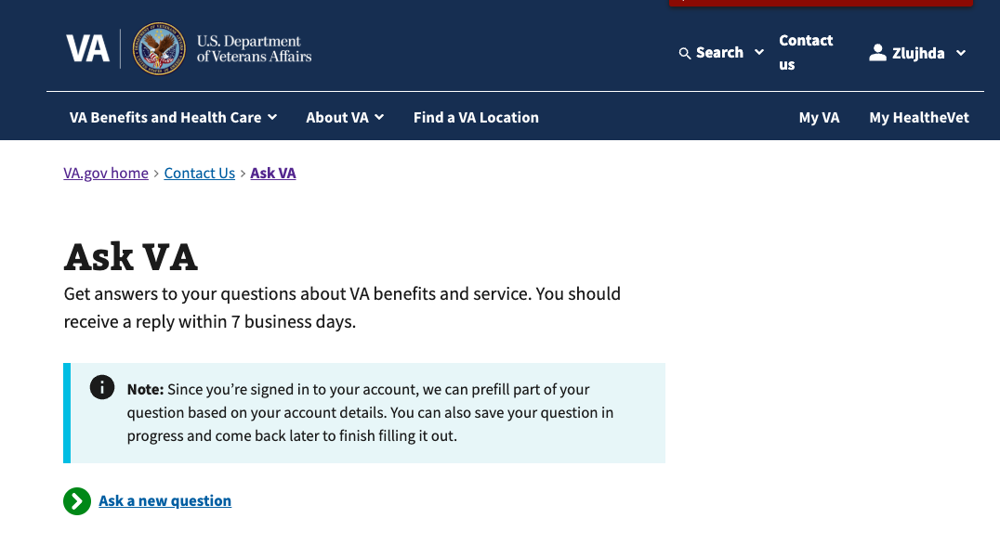 VA
U.S. Department
of Veterans Affairs
Search
Contact
us
Zlujhda
VA Benefits and Health Care
About VA
Find a VA Location
My VA
My HealtheVet
VA.gov home › Contact Us › Ask VA
Ask VA
Get answers to your questions about VA benefits and service. You should
receive a reply within 7 business days.
Note: Since you’re signed in to your account, we can prefill part of your
question based on your account details. You can also save your question in
progress and come back later to finish filling it out.
Ask a new question